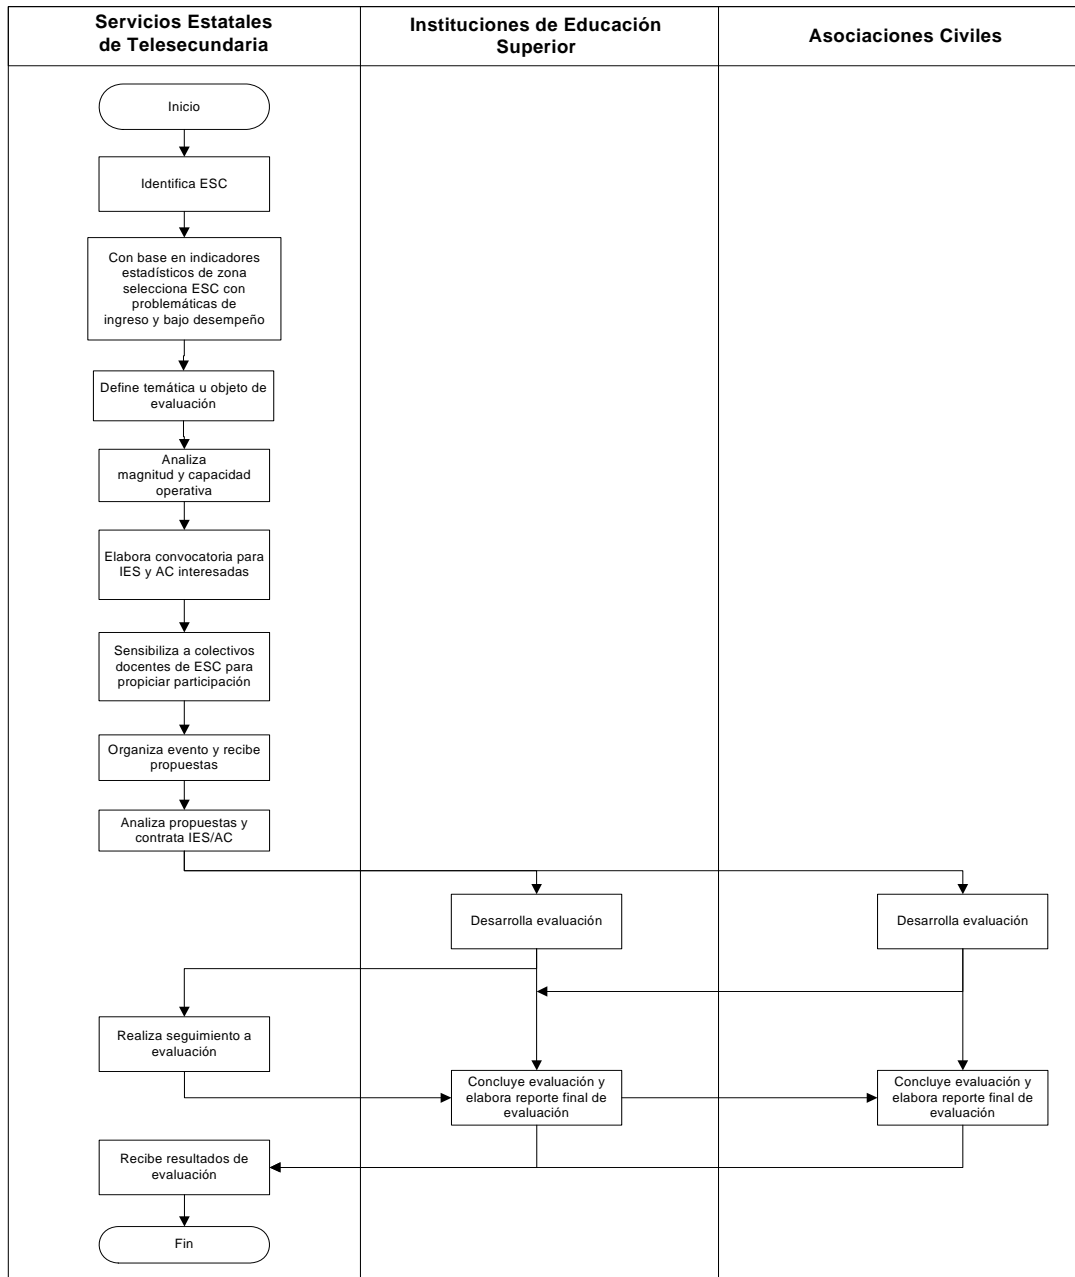 Servicios Estatales
de Telesecundaria
Instituciones de Educación
Superior
Asociaciones Civiles
Inicio
Identifica ESC
Con base en indicadores
estadísticos de zona
selecciona ESC con
problemáticas de
ingreso y bajo desempeño
Define temática u objeto de
evaluación
Analiza
magnitud y capacidad
operativa
Elabora convocatoria para
IES y AC interesadas
Sensibiliza a colectivos
docentes de ESC para
propiciar participación
Organiza evento y recibe
propuestas
Analiza propuestas y
contrata IES/AC
Desarrolla evaluación
Desarrolla evaluación
Realiza seguimiento a
evaluación
Concluye evaluación y
elabora reporte final de
evaluación
Concluye evaluación y
elabora reporte final de
evaluación
Recibe resultados de
evaluación
Fin